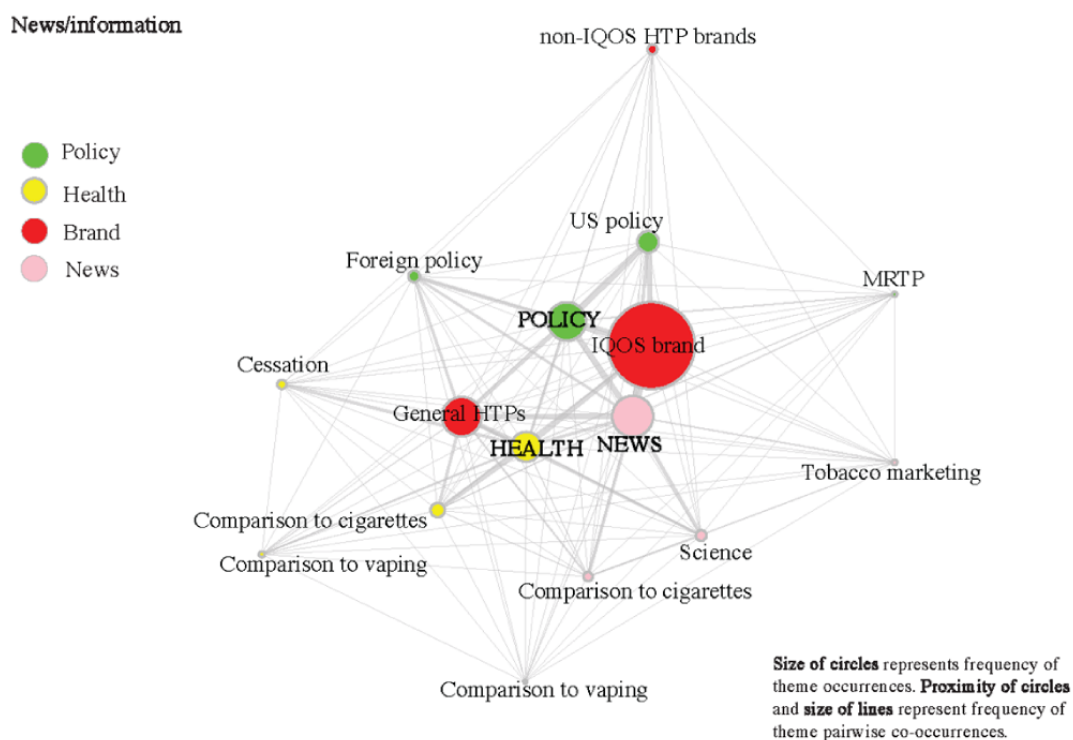 News/information
non-IQOS HTP brands
Policy
Health
Brand
News
US policy
Foreign policy
MRTP
POLICY
IQOS brand
Cessation
General HTPs
HEALTH
NEWS
Tobacco marketing
Comparison to cigarettes
Comparison to vaping
Science
Comparison to cigarettes
Comparison to vaping
Size of circles represents frequency of
theme occurrences. Proximity of circles
and size of lines represent frequency of
theme pairwise co-occurrences.